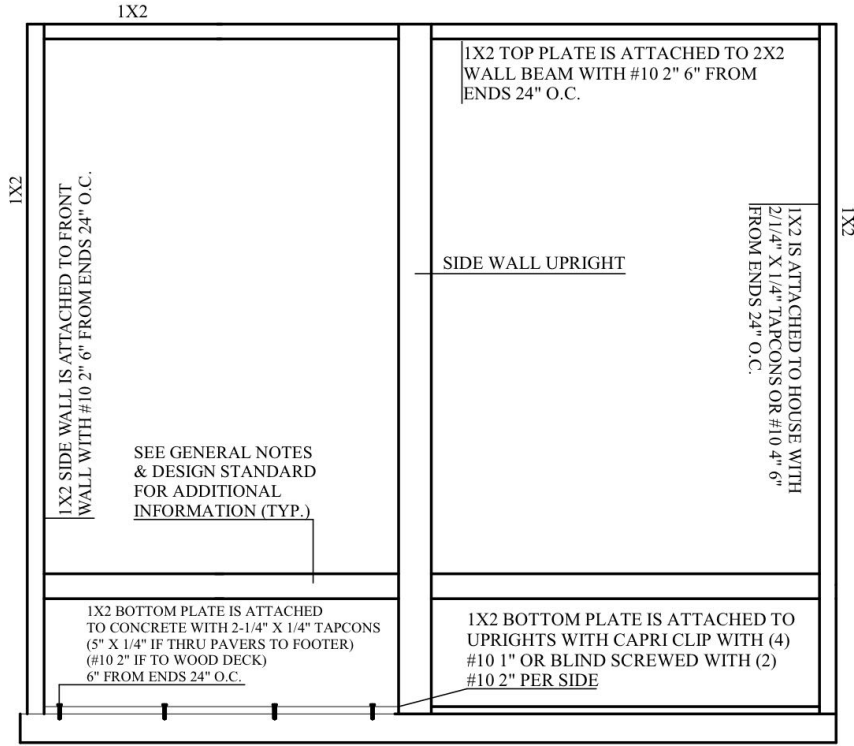 1X2
1X2 TOP PLATE IS ATTACHED TO 2X2
WALL BEAM WITH #10 2" 6" FROM
ENDS 24" O.C.
1X2
1X2 SIDE WALL IS ATTACHED TO FRONT
WALL WITH #10 2" 6" FROM ENDS 24" O.C.
SIDE WALL UPRIGHT
1X2 IS ATTACHED TO HOUSE WITH
2/1/4" X 1/4" TAPCONS OR #10 4" 6"
FROM ENDS 24" O.C.
1X2
SEE GENERAL NOTES
& DESIGN STANDARD
FOR ADDITIONAL
INFORMATION (TYP.)
1X2 BOTTOM PLATE IS ATTACHED
TO CONCRETE WITH 2-1/4" X 1/4" TAPCONS
(5" X 1/4" IF THRU PAVERS TO FOOTER)
(#10 2" IF TO WOOD DECK)
6" FROM ENDS 24" O.C.
1X2 BOTTOM PLATE IS ATTACHED TO
UPRIGHTS WITH CAPRI CLIP WITH (4)
#10 1" OR BLIND SCREWED WITH (2)
#10 2" PER SIDE